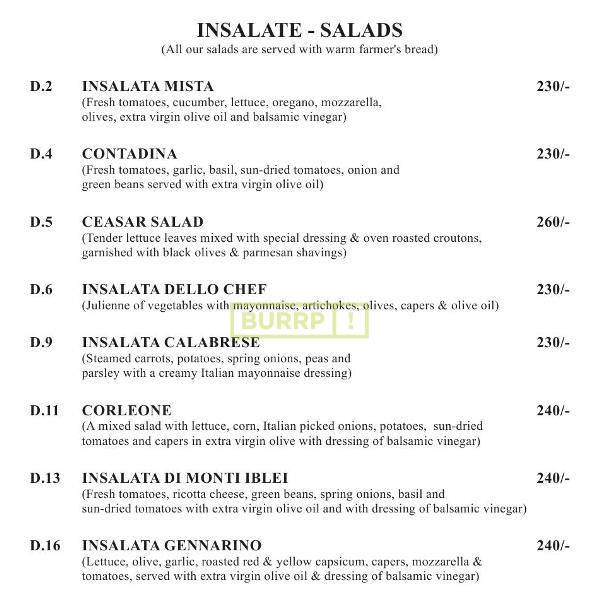 INSALATE - SALADS
(All our salads are served with warm farmer's bread)
D.2 INSALATA MISTA 230/-
(Fresh tomatoes, cucumber, lettuce, oregano, mozzarella,
olives, extra virgin olive oil and balsamic vinegar)
D.4 CONTADINA 230/-
(Fresh tomatoes, garlic, basil, sun-dried tomatoes, onion and
green beans served with extra virgin olive oil)
D.5 CEASAR SALAD 260/-
(Tender lettuce leaves mixed with special dressing & oven roasted croutons,
garnished with black olives & parmesan shavings)
D.6 INSALATA DELLO CHEF 230/-
(Julienne of vegetables with mayonnaise, artichokes, olives, capers & olive oil)
BURRP !
D.9 INSALATA CALABRESE 230/-
(Steamed carrots, potatoes, spring onions, peas and
parsley with a creamy Italian mayonnaise dressing)
D.11 CORLEONE 240/-
(A mixed salad with lettuce, corn, Italian picked onions, potatoes, sun-dried
tomatoes and capers in extra virgin olive with dressing of balsamic vinegar)
D.13 INSALATA DI MONTI IBLEI 240/-
(Fresh tomatoes, ricotta cheese, green beans, spring onions, basil and
sun-dried tomatoes with extra virgin olive oil and with dressing of balsamic vinegar)
D.16 INSALATA GENNARINO 240/-
(Lettuce, olive, garlic, roasted red & yellow capsicum, capers, mozzarella &
tomatoes, served with extra virgin olive oil & dressing of balsamic vinegar)